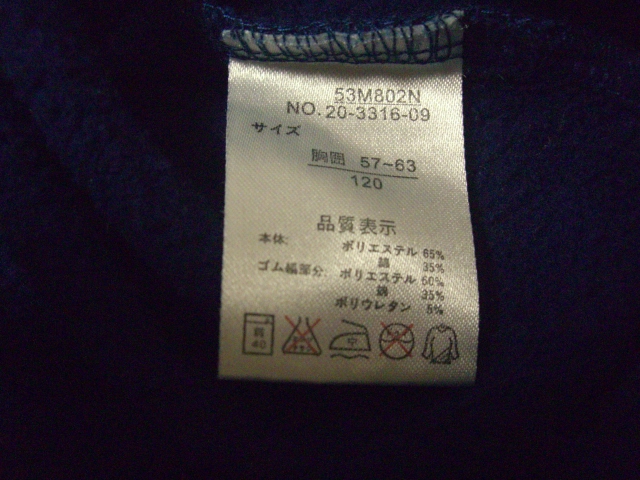 53M802N
NO.20-3316-09
サイズ
胸囲 57-63
120
品質表示
本体: ポリエステル 65%
綿 35%
ゴム編部分: ポリエステル 60%
綿 35%
ポリウレタン 5%
弱 40
中